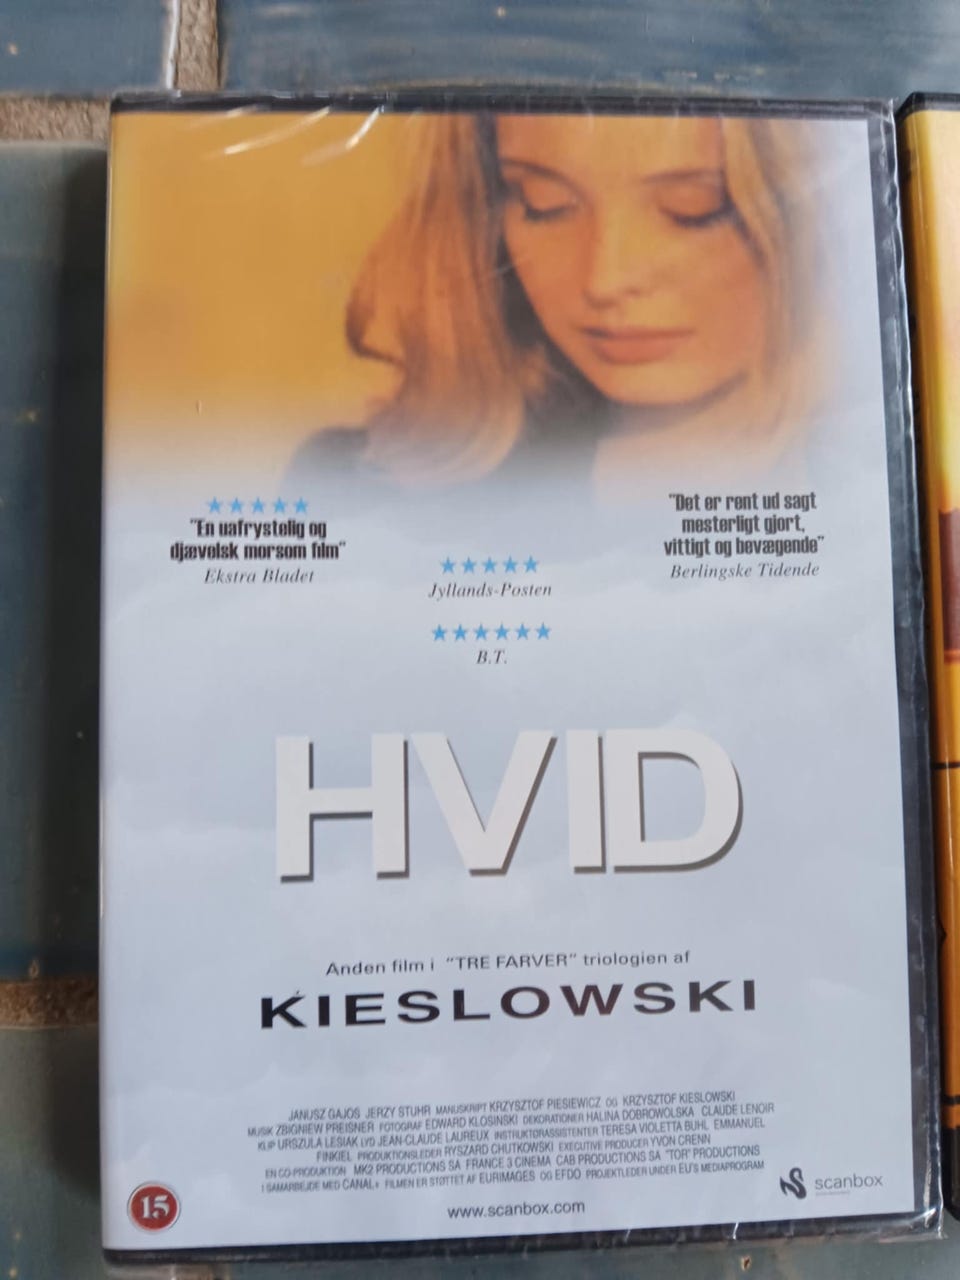 "En uafrystelig og
djævelsk morsom film"
Ekstra Bladet
"Det er rent ud sagt
mesterligt gjort,
vittigt og bevægende"
Berlingske Tidende
Jyllands-Posten
B.T.
HVID
Anden film i "TRE FARVER" triologien af
KIESLOWSKI
JANUSZ GAJOS JERZY STUHR MANUSKRIPT KRZYSZTOF PIESIEWICZ OG KRZYSZTOF KIESLOWSKI
MUSIK ZBIGNIEW PREISNER FOTOGRAF EDWARD KLOSINSKI DEKORATIONER HALINA DOBROWOLSKA CLAUDE LENOIR
KLIP URSZULA LESIAK LYD JEAN-CLAUDE LAUREUX INSTRUKTORASSISTENTER TERESA VIOLETTA BUHL EMMANUEL
FINKIEL PRODUKTIONSLEDER RYSZARD CHUTKOWSKI EXECUTIVE PRODUCER YVON CRENN
EN CO-PRODUKTION MK2 PRODUCTIONS SA FRANCE 3 CINEMA CAB PRODUCTIONS SA "TOR" PRODUCTIONS
I SAMARBEJDE MED CANAL+ FILMEN ER STØTTET AF EURIMAGES OG EFDO PROJEKTLEDER UNDER EU'S MEDIAPROGRAM
15
www.scanbox.com
scanbox